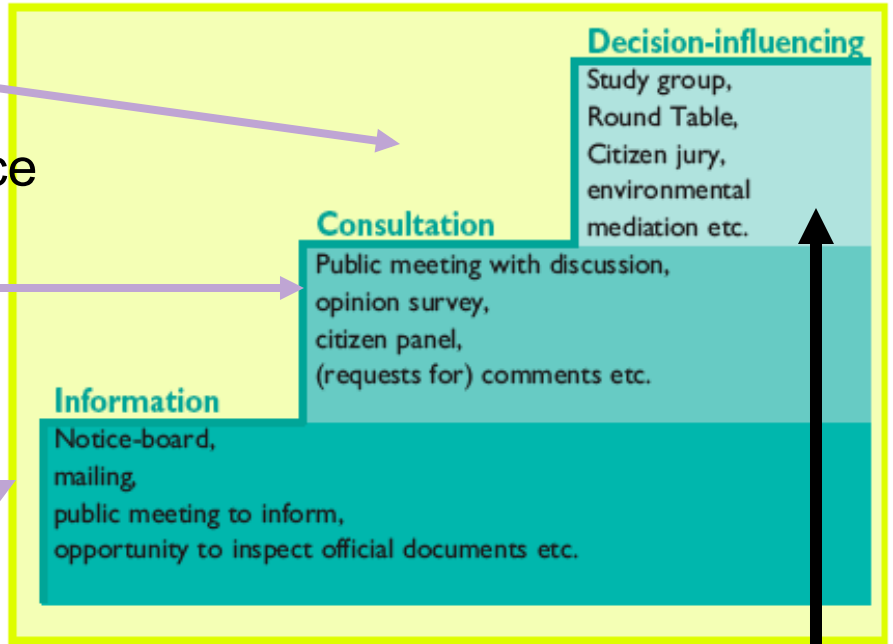 Decision-influencing
Study group,
Round Table,
Citizen jury,
environmental
mediation etc.
ce
Consultation
Public meeting with discussion,
opinion survey,
citizen panel,
(requests for) comments etc.
Information
Notice-board,
mailing,
public meeting to inform,
opportunity to inspect official documents etc.